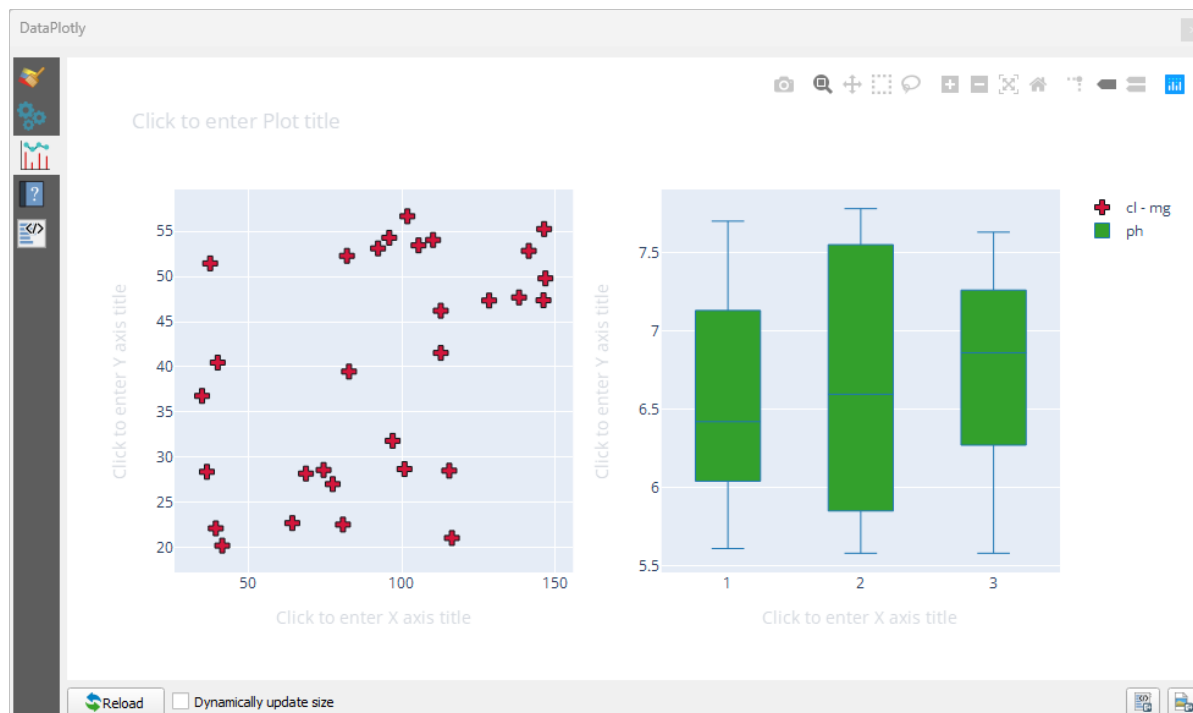 DataPlotly
Click to enter Plot title
Click to enter Y axis title
55
50
45
40
35
30
25
20
50
100
150
Click to enter X axis title
Click to enter Y axis title
7.5
7
6.5
6
5.5
1
2
3
Click to enter X axis title
cl - mg
ph
?
</>
Reload
Dynamically update size